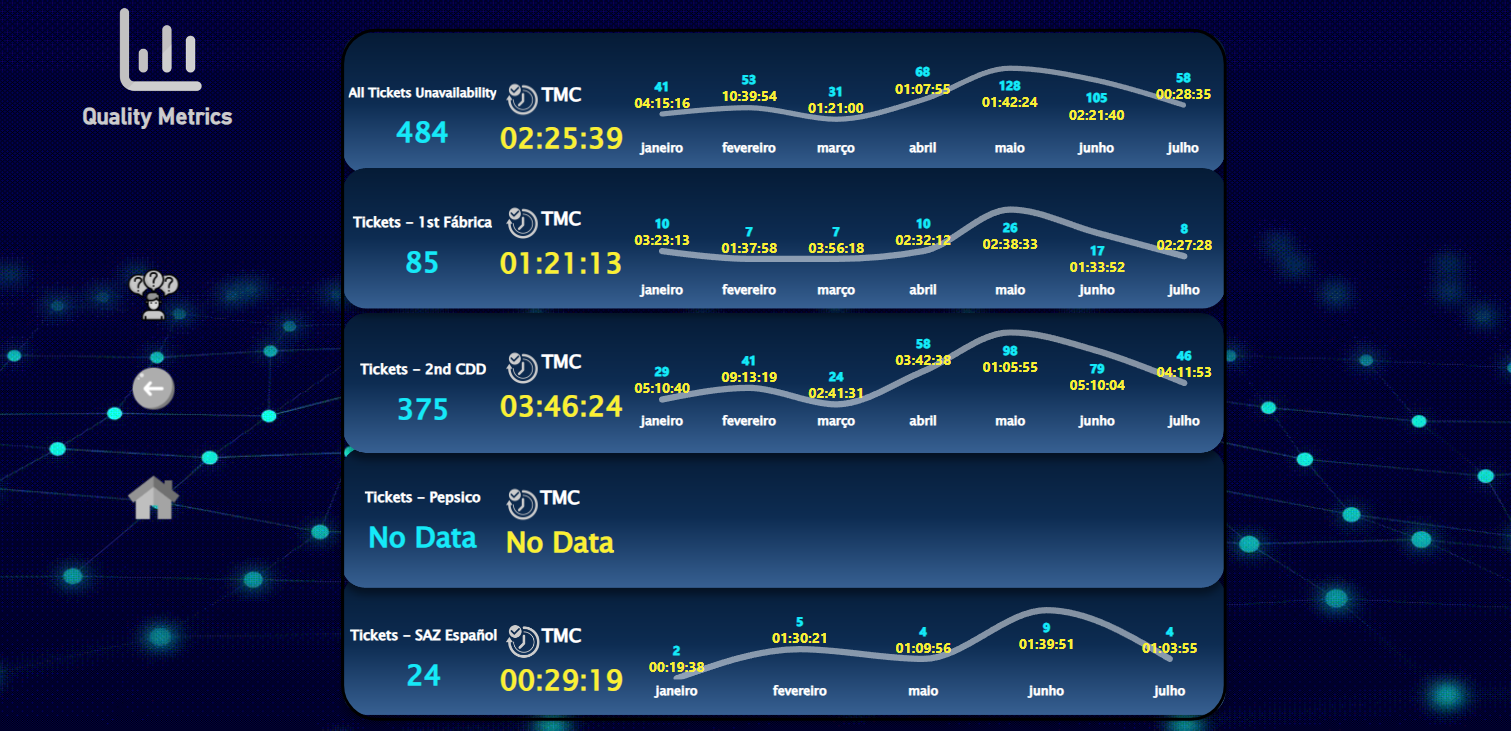 Quality Metrics
All Tickets Unavailability
484
TMC
02:25:39
41
04:15:16
janeiro
53
10:39:54
fevereiro
31
01:21:00
março
68
01:07:55
abril
128
01:42:24
maio
105
02:21:40
junho
58
00:28:35
julho
Tickets - 1st Fábrica
85
TMC
01:21:13
10
03:23:13
janeiro
7
01:37:58
fevereiro
7
03:56:18
março
10
02:32:12
abril
26
02:38:33
maio
17
01:33:52
junho
8
02:27:28
julho
Tickets - 2nd CDD
375
TMC
03:46:24
29
05:10:40
janeiro
41
09:13:19
fevereiro
24
02:41:31
março
58
03:42:38
abril
98
01:05:55
maio
79
05:10:04
junho
46
04:11:53
julho
Tickets - Pepsico
No Data
TMC
No Data
Tickets - SAZ Español
24
TMC
00:29:19
2
00:19:38
janeiro
5
01:30:21
fevereiro
4
01:09:56
maio
9
01:39:51
junho
4
01:03:55
julho